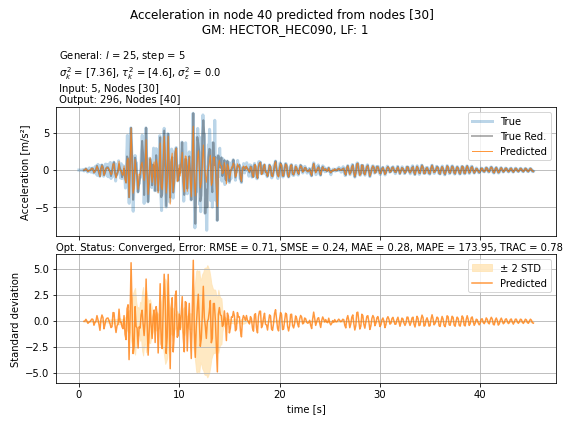 Acceleration in node 40 predicted from nodes [30]
GM: HECTOR_HEC090, LF: 1
General: l = 25, step = 5
σ²ₖ = [7.36], τ²ₖ = [4.6], σ²ε = 0.0
Input: 5, Nodes [30]
Output: 296, Nodes [40]
Acceleration [m/s²]
5
0
−5
True
True Red.
Predicted
Opt. Status: Converged, Error: RMSE = 0.71, SMSE = 0.24, MAE = 0.28, MAPE = 173.95, TRAC = 0.78
Standard deviation
5.0
2.5
0.0
−2.5
−5.0
± 2 STD
Predicted
0 10 20 30 40
time [s]